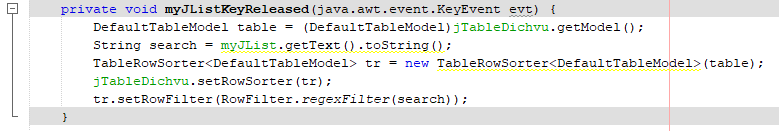 private void myJListKeyReleased(java.awt.event.KeyEvent evt) {
DefaultTableModel table = (DefaultTableModel)jTableDichvu.getModel();
String search = myJList.getText().toString();
TableRowSorter<DefaultTableModel> tr = new TableRowSorter<DefaultTableModel>(table);
jTableDichvu.setRowSorter(tr);
tr.setRowFilter(RowFilter.regexFilter(search));
}